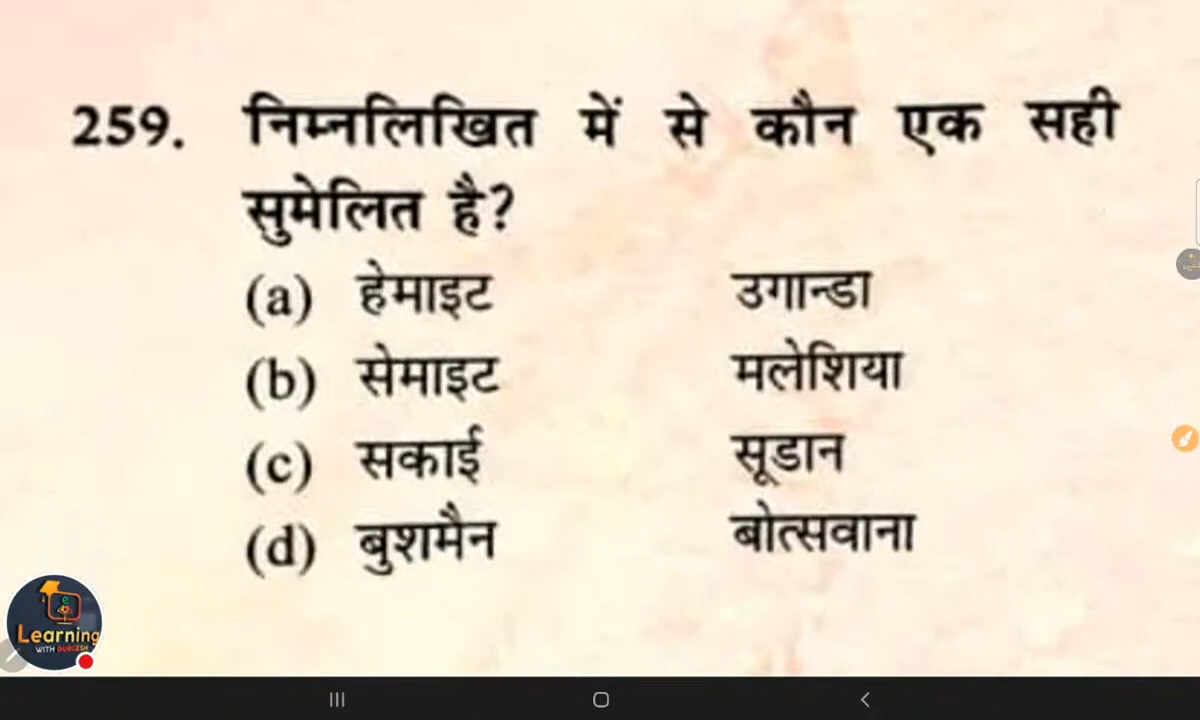 259. निम्नलिखित में से कौन एक सही
सुमेलित है?
(a) हेमाइट उगान्डा
(b) सेमाइट मलेशिया
(c) सकाई सूडान
(d) बुशमैन बोत्सवाना
Learning
WITH DURGESH